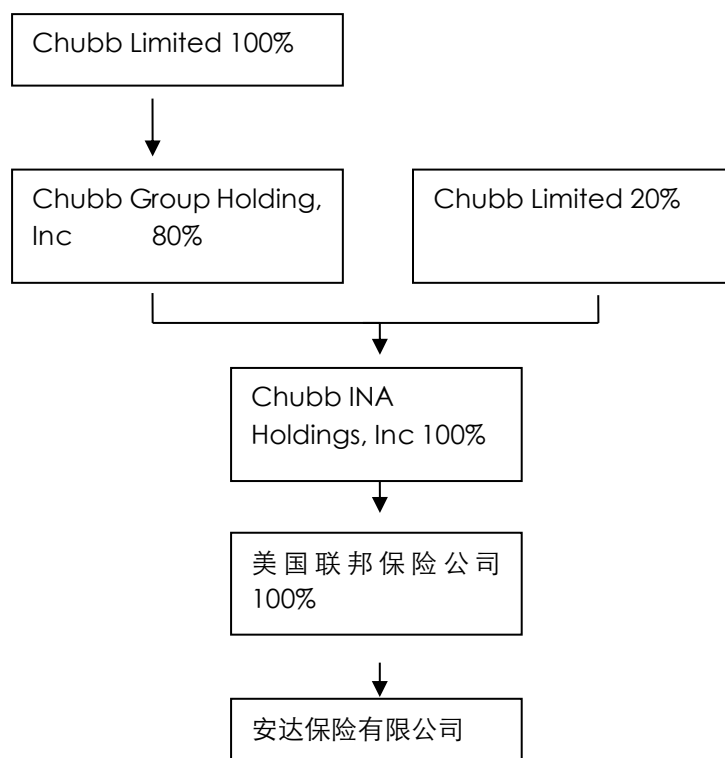 Chubb Limited 100%
Chubb Group Holding,
Inc 80%
Chubb Limited 20%
Chubb INA
Holdings, Inc 100%
美国联邦保险公司
100%
安达保险有限公司